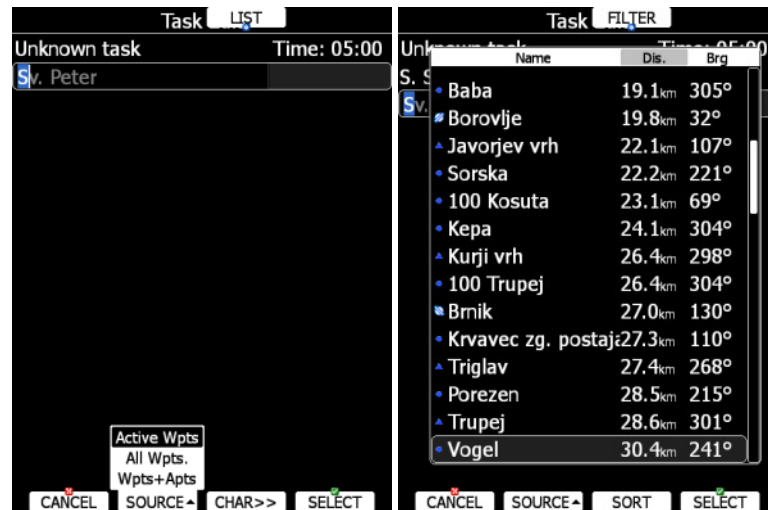 Task
LIST
Unknown task Time: 05:00
Sv. Peter
Active Wpts
All Wpts.
Wpts+Apts
CANCEL SOURCE CHAR>> SELECT
Task
FILTER
Name Dis. Brg
S. S
Sv.
Baba 19.1km 305°
Borovlje 19.8km 32°
Javorjev vrh 22.1km 107°
Sorska 22.2km 221°
100 Kosuta 23.1km 69°
Kepa 24.1km 304°
Kurji vrh 26.4km 298°
100 Trupej 26.4km 304°
Brnik 27.0km 130°
Krvavec zg. postaja 27.3km 110°
Triglav 27.4km 268°
Porezen 28.5km 215°
Trupej 28.6km 301°
Vogel 30.4km 241°
CANCEL SOURCE SORT SELECT